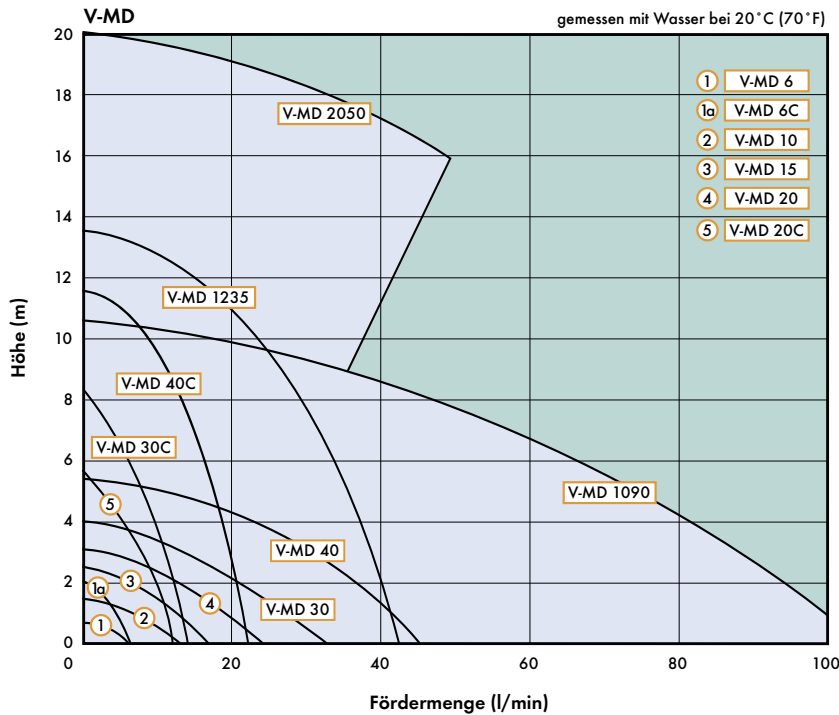 V-MD
gemessen mit Wasser bei 20°C (70°F)
20
18
16
14
12
10
8
6
4
2
0
Höhe (m)
V-MD 2050
V-MD 1235
V-MD 40C
V-MD 30C
V-MD 1090
V-MD 40
V-MD 30
5
1a
3
4
2
1
1 V-MD 6
1a V-MD 6C
2 V-MD 10
3 V-MD 15
4 V-MD 20
5 V-MD 20C
0 20 40 60 80 100
Fördermenge (l/min)